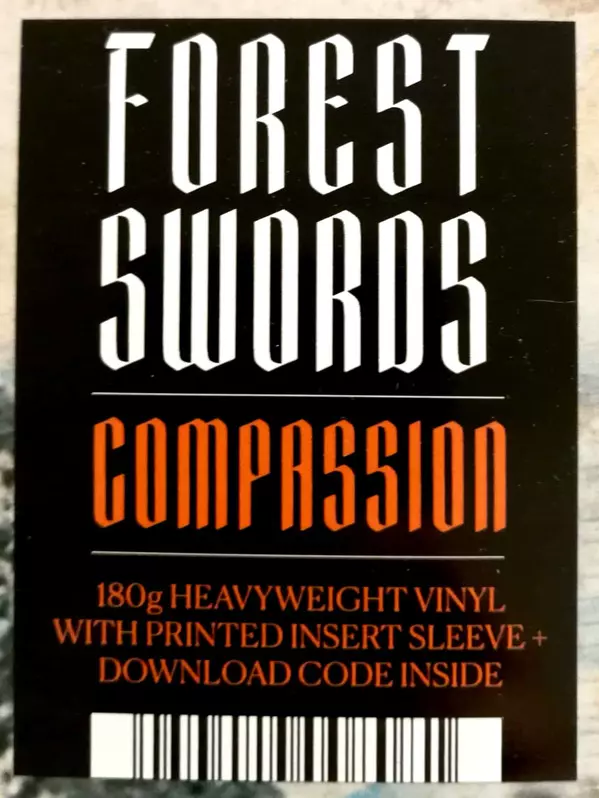 FOREST
SWORDS
COMPASSION
180g HEAVYWEIGHT VINYL
WITH PRINTED INSERT SLEEVE +
DOWNLOAD CODE INSIDE